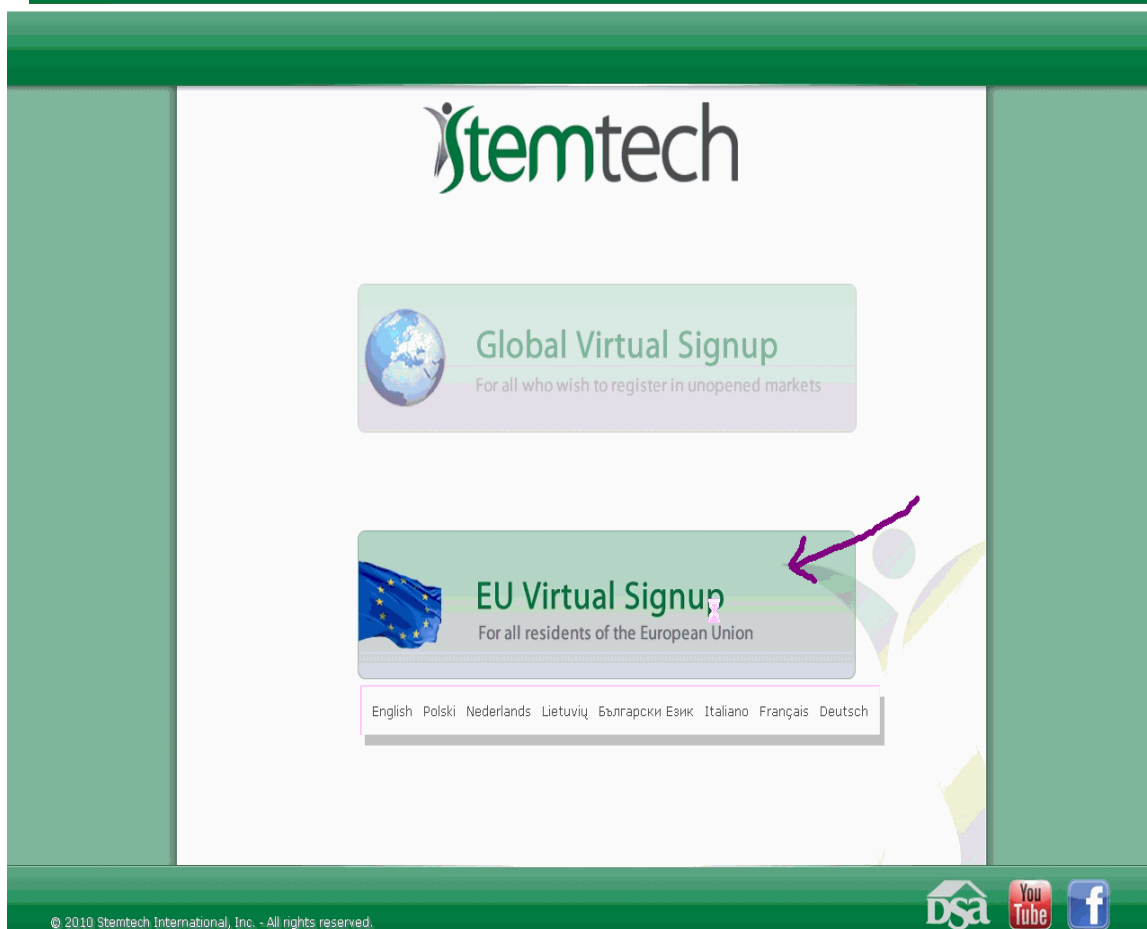 Stemtech
Global Virtual Signup
For all who wish to register in unopened markets
EU Virtual Signup
For all residents of the European Union
English Polski Nederlands Lietuvių Български Език Italiano Français Deutsch
© 2010 Stemtech International, Inc. - All rights reserved.
DSa
You
Tube
f